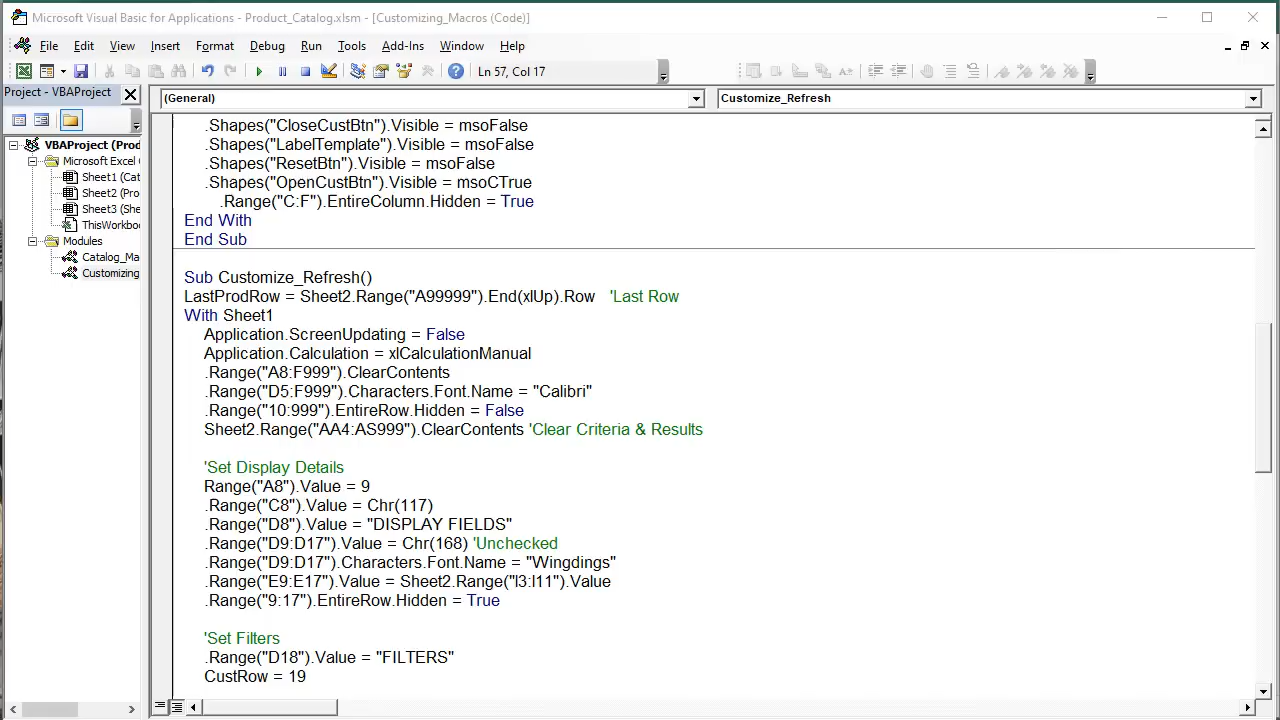 Microsoft Visual Basic for Applications - Product_Catalog.xlsm - [Customizing_Macros (Code)]
File Edit View Insert Format Debug Run Tools Add-Ins Window Help
Ln 57, Col 17
Project - VBAProject
(General) Customize_Refresh
VBAProject (Prod
Microsoft Excel
Sheet1 (Cat
Sheet2 (Pro
Sheet3 (She
ThisWorkboo
Modules
Catalog_Ma
Customizing
.Shapes("CloseCustBtn").Visible = msoFalse
.Shapes("LabelTemplate").Visible = msoFalse
.Shapes("ResetBtn").Visible = msoFalse
.Shapes("OpenCustBtn").Visible = msoCTrue
.Range("C:F").EntireColumn.Hidden = True
End With
End Sub
Sub Customize_Refresh()
LastProdRow = Sheet2.Range("A99999").End(xlUp).Row 'Last Row
With Sheet1
Application.ScreenUpdating = False
Application.Calculation = xlCalculationManual
.Range("A8:F999").ClearContents
.Range("D5:F999").Characters.Font.Name = "Calibri"
.Range("10:999").EntireRow.Hidden = False
Sheet2.Range("AA4:AS999").ClearContents 'Clear Criteria & Results
'Set Display Details
Range("A8").Value = 9
.Range("C8").Value = Chr(117)
.Range("D8").Value = "DISPLAY FIELDS"
.Range("D9:D17").Value = Chr(168) 'Unchecked
.Range("D9:D17").Characters.Font.Name = "Wingdings"
.Range("E9:E17").Value = Sheet2.Range("I3:I11").Value
.Range("9:17").EntireRow.Hidden = True
'Set Filters
.Range("D18").Value = "FILTERS"
CustRow = 19